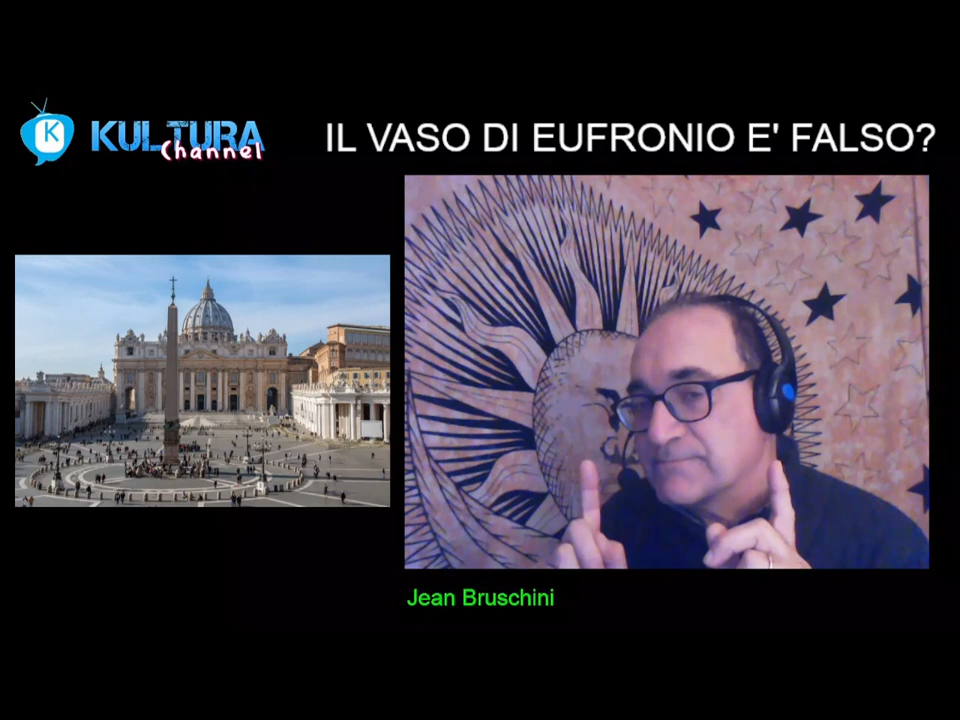 K
KULTURA
Channel
IL VASO DI EUFRONIO E' FALSO?
Jean Bruschini